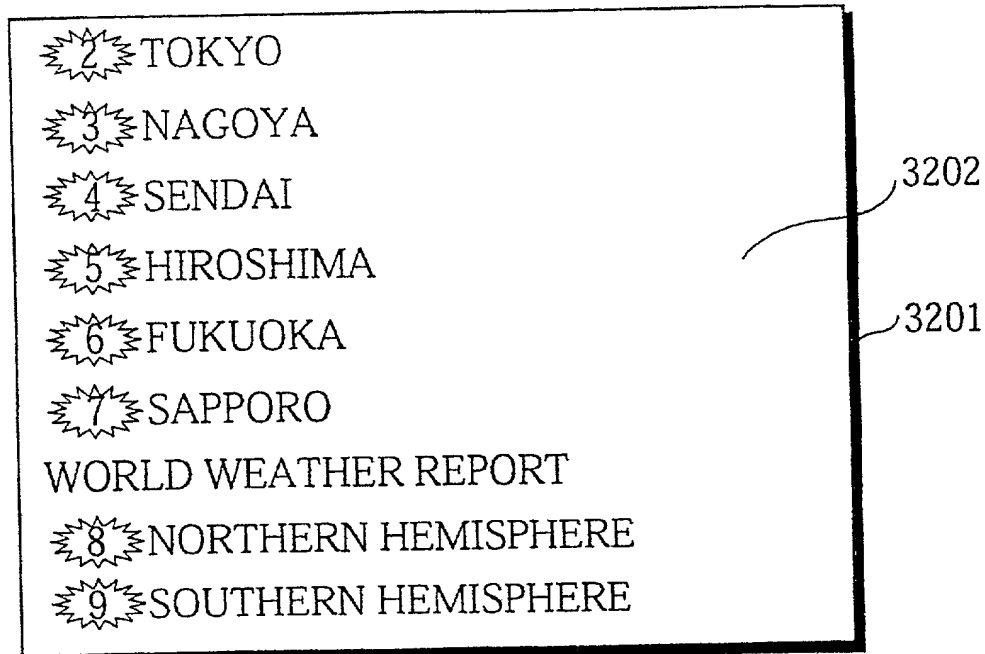 2 TOKYO
3 NAGOYA
4 SENDAI
3202
5 HIROSHIMA
3201
6 FUKUOKA
7 SAPPORO
WORLD WEATHER REPORT
8 NORTHERN HEMISPHERE
9 SOUTHERN HEMISPHERE